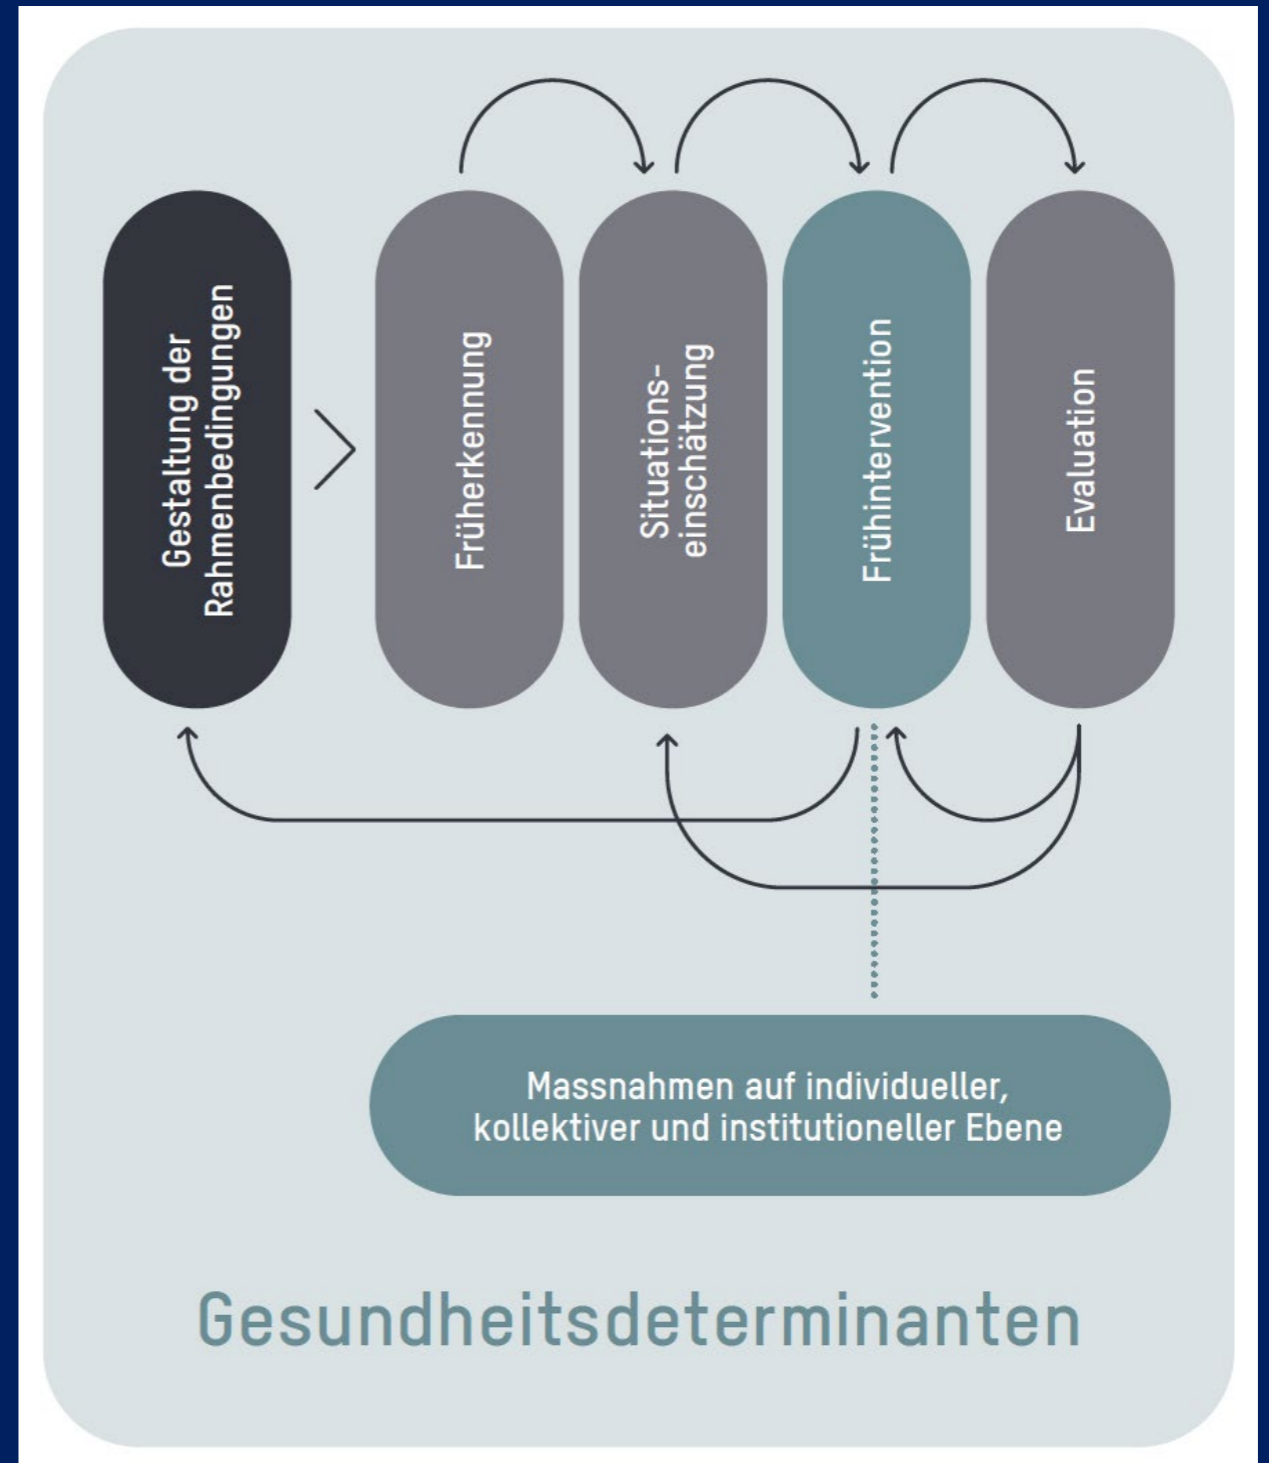 Gestaltung der
Rahmenbedingungen
Früherkennung
Situations-
einschätzung
Frühintervention
Evaluation
Massnahmen auf individueller,
kollektiver und institutioneller Ebene
Gesundheitsdeterminanten